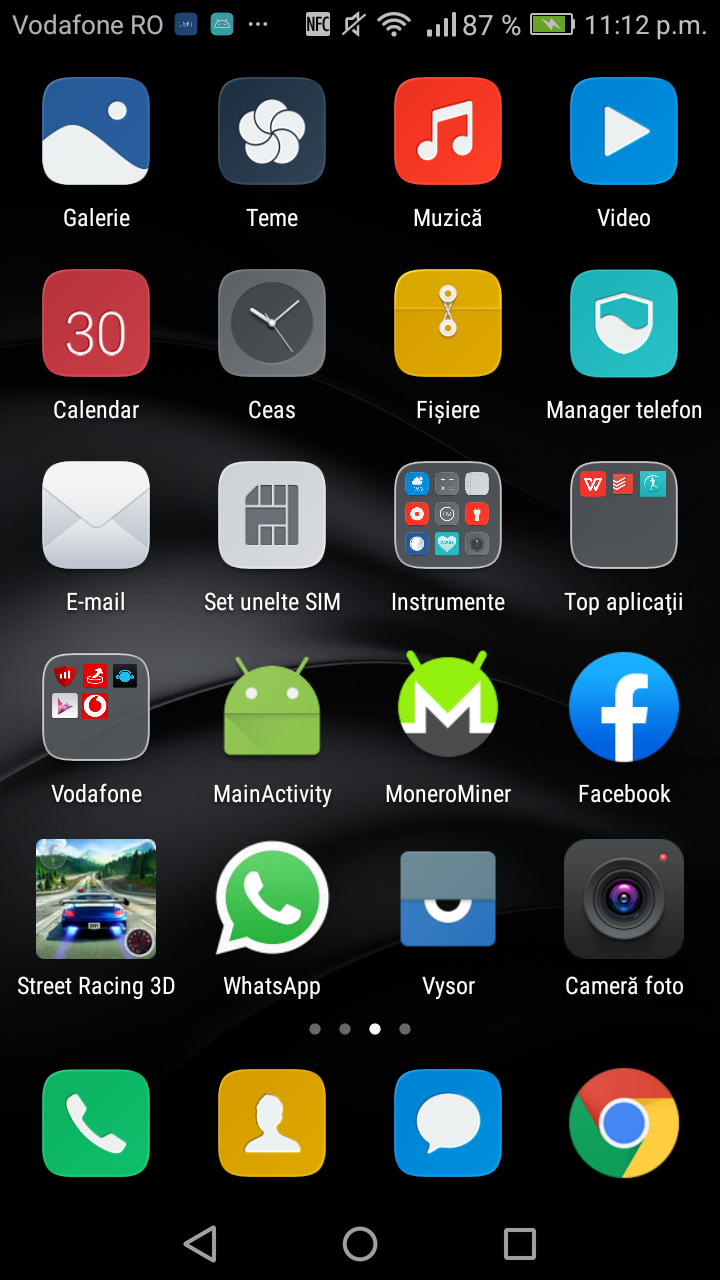 Vodafone RO
NFC
87 %
11:12 p.m.
Galerie
Teme
Muzică
Video
30
Calendar
Ceas
Fișiere
Manager telefon
E-mail
Set unelte SIM
Instrumente
Top aplicații
Vodafone
MainActivity
MoneroMiner
Facebook
Street Racing 3D
WhatsApp
Vysor
Cameră foto